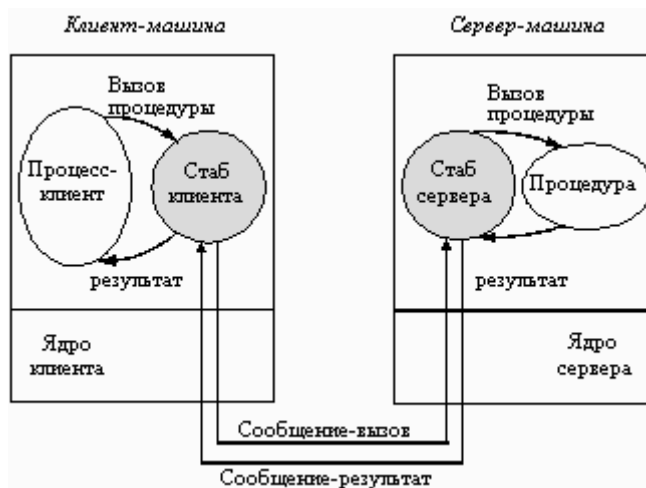 Клиент-машина
Сервер-машина
Вызов
процедуры
Процесс-
клиент
Стаб
клиента
результат
Ядро
клиента
Вызов
процедуры
Стаб
сервера
Процедура
результат
Ядро
сервера
Сообщение-вызов
Сообщение-результат